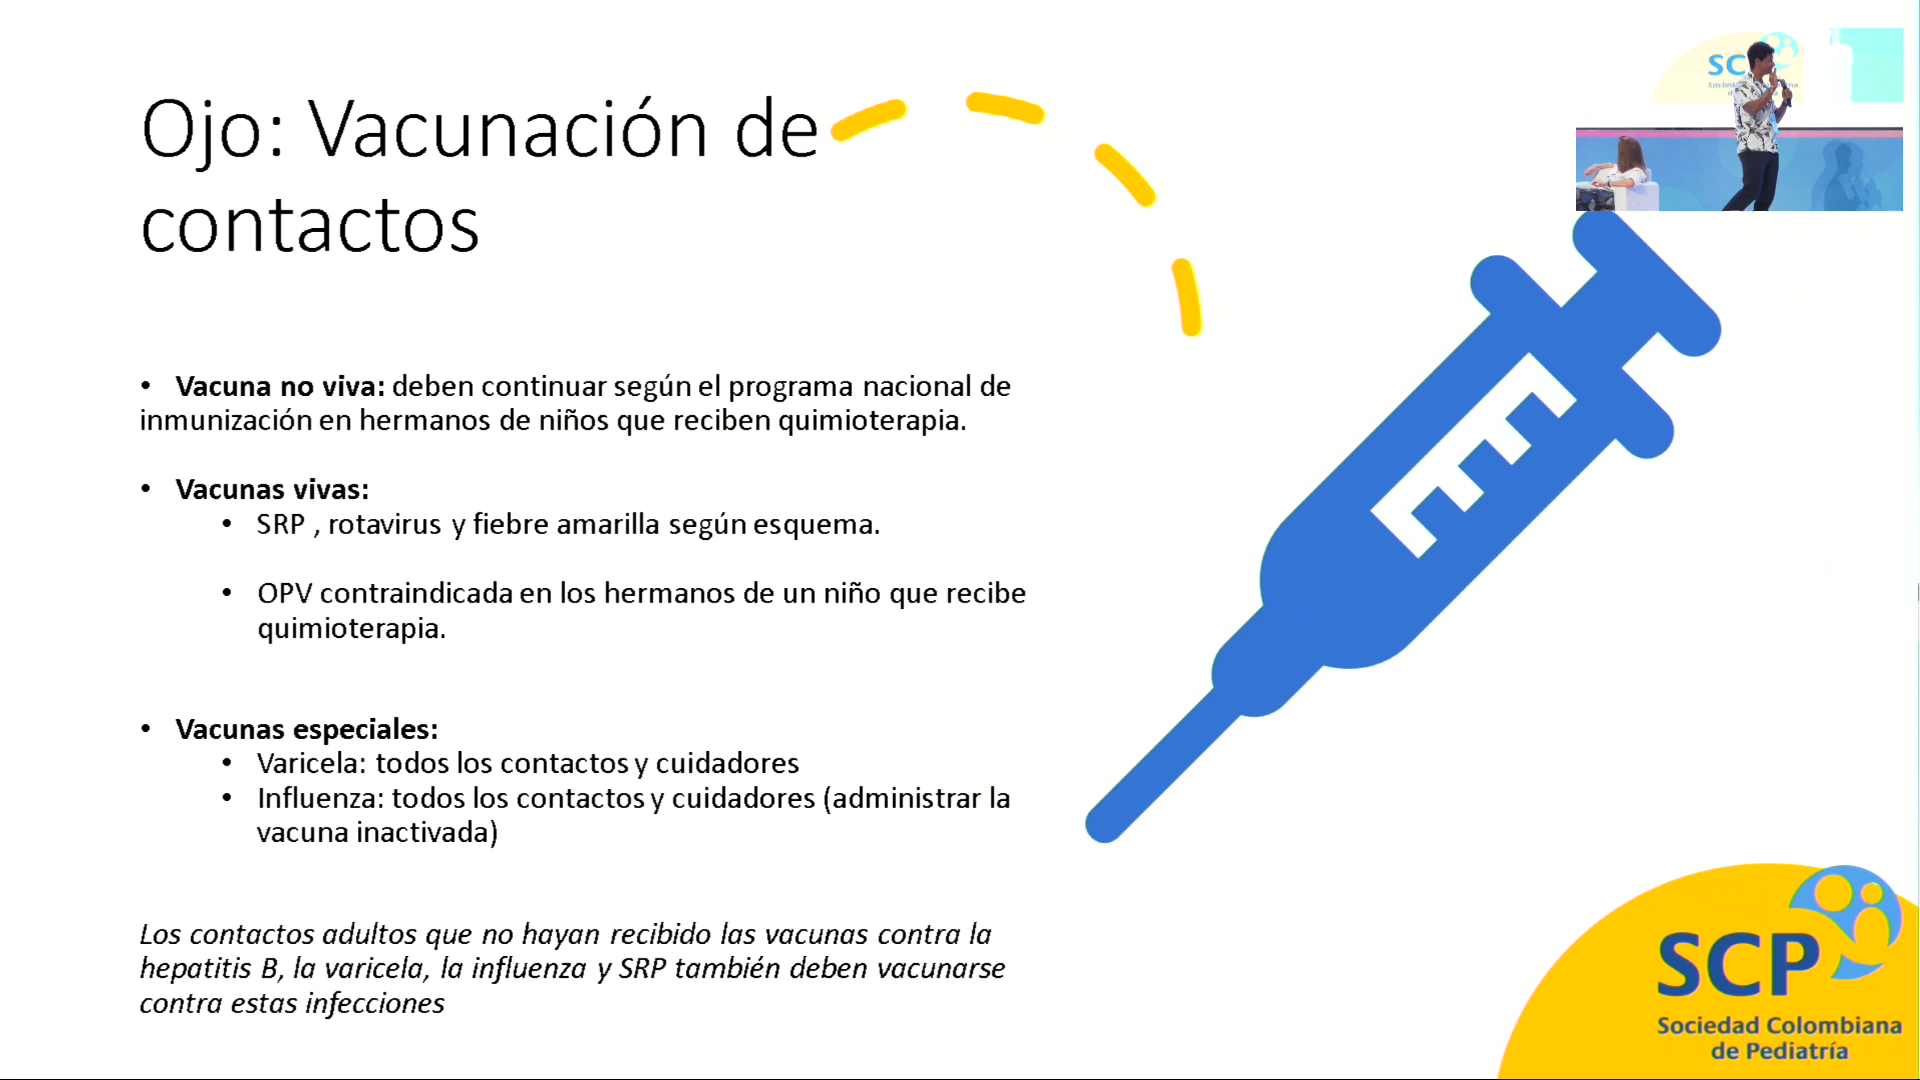 Ojo: Vacunación de
contactos
• Vacuna no viva: deben continuar según el programa nacional de
inmunización en hermanos de niños que reciben quimioterapia.
• Vacunas vivas:
• SRP , rotavirus y fiebre amarilla según esquema.
• OPV contraindicada en los hermanos de un niño que recibe
quimioterapia.
• Vacunas especiales:
• Varicela: todos los contactos y cuidadores
• Influenza: todos los contactos y cuidadores (administrar la
vacuna inactivada)
Los contactos adultos que no hayan recibido las vacunas contra la
hepatitis B, la varicela, la influenza y SRP también deben vacunarse
contra estas infecciones
SC
SCP
Sociedad Colombiana
de Pediatría